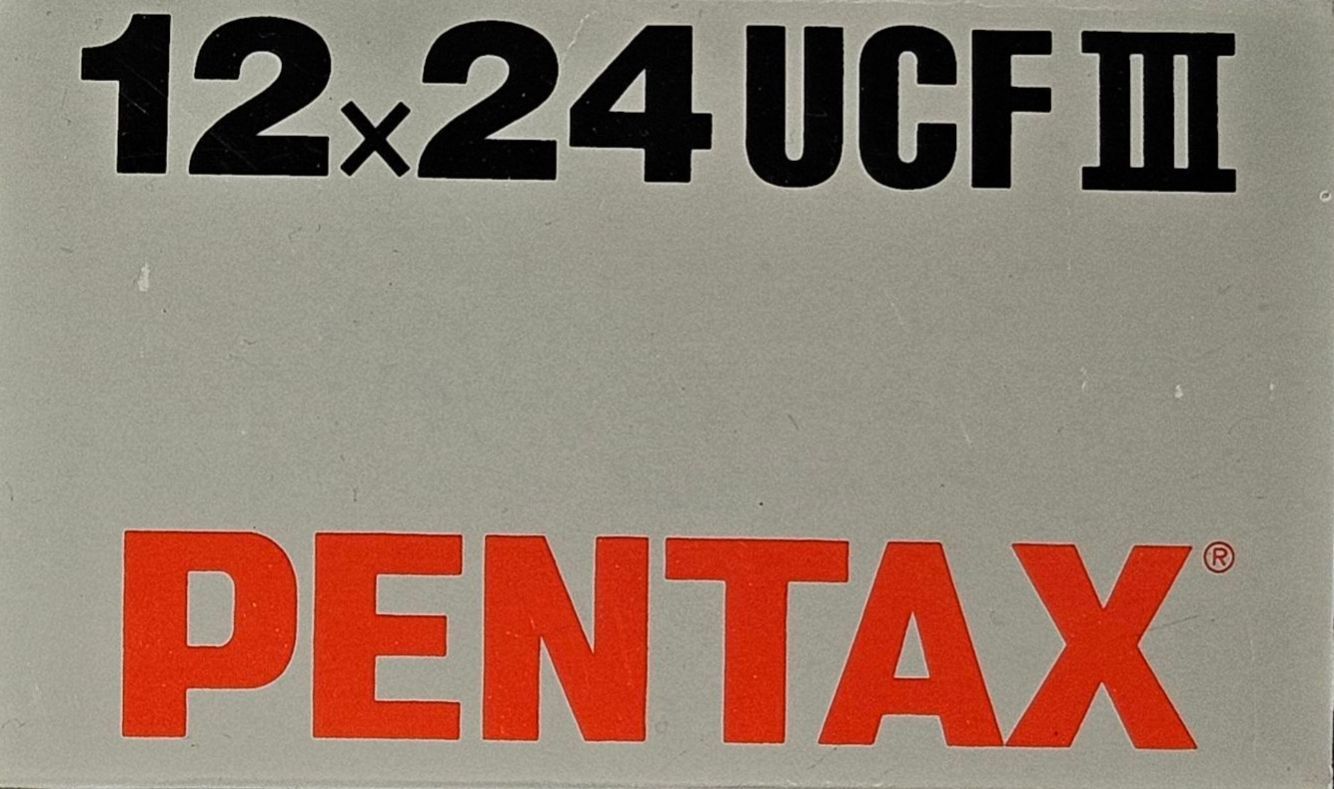 12×24 UCF III
PENTAX®